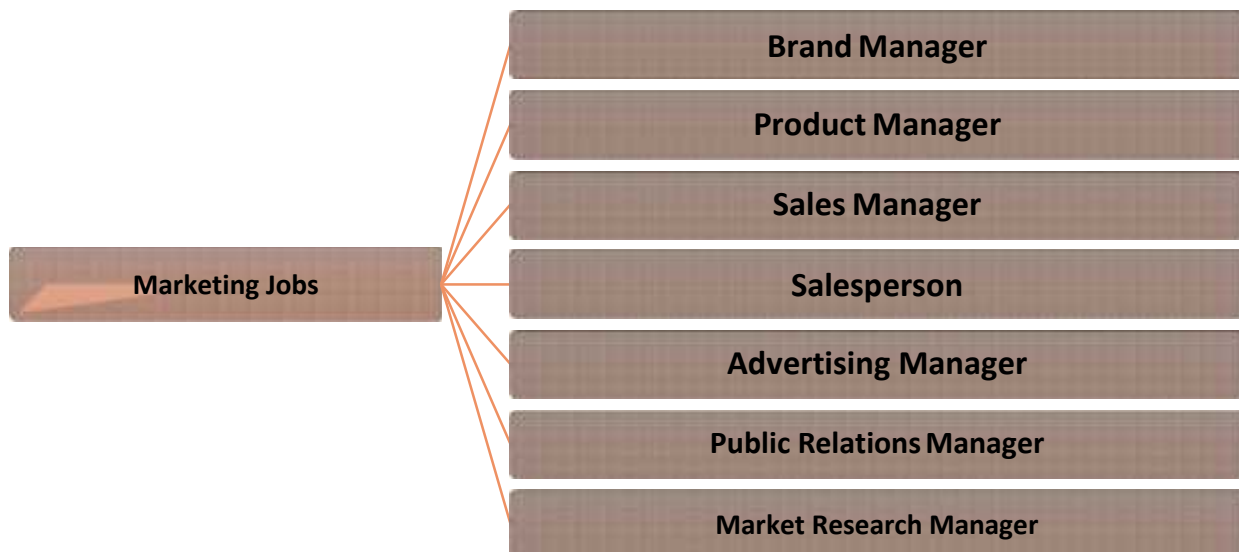 Brand Manager
Product Manager
Sales Manager
Marketing Jobs
Salesperson
Advertising Manager
Public Relations Manager
Market Research Manager